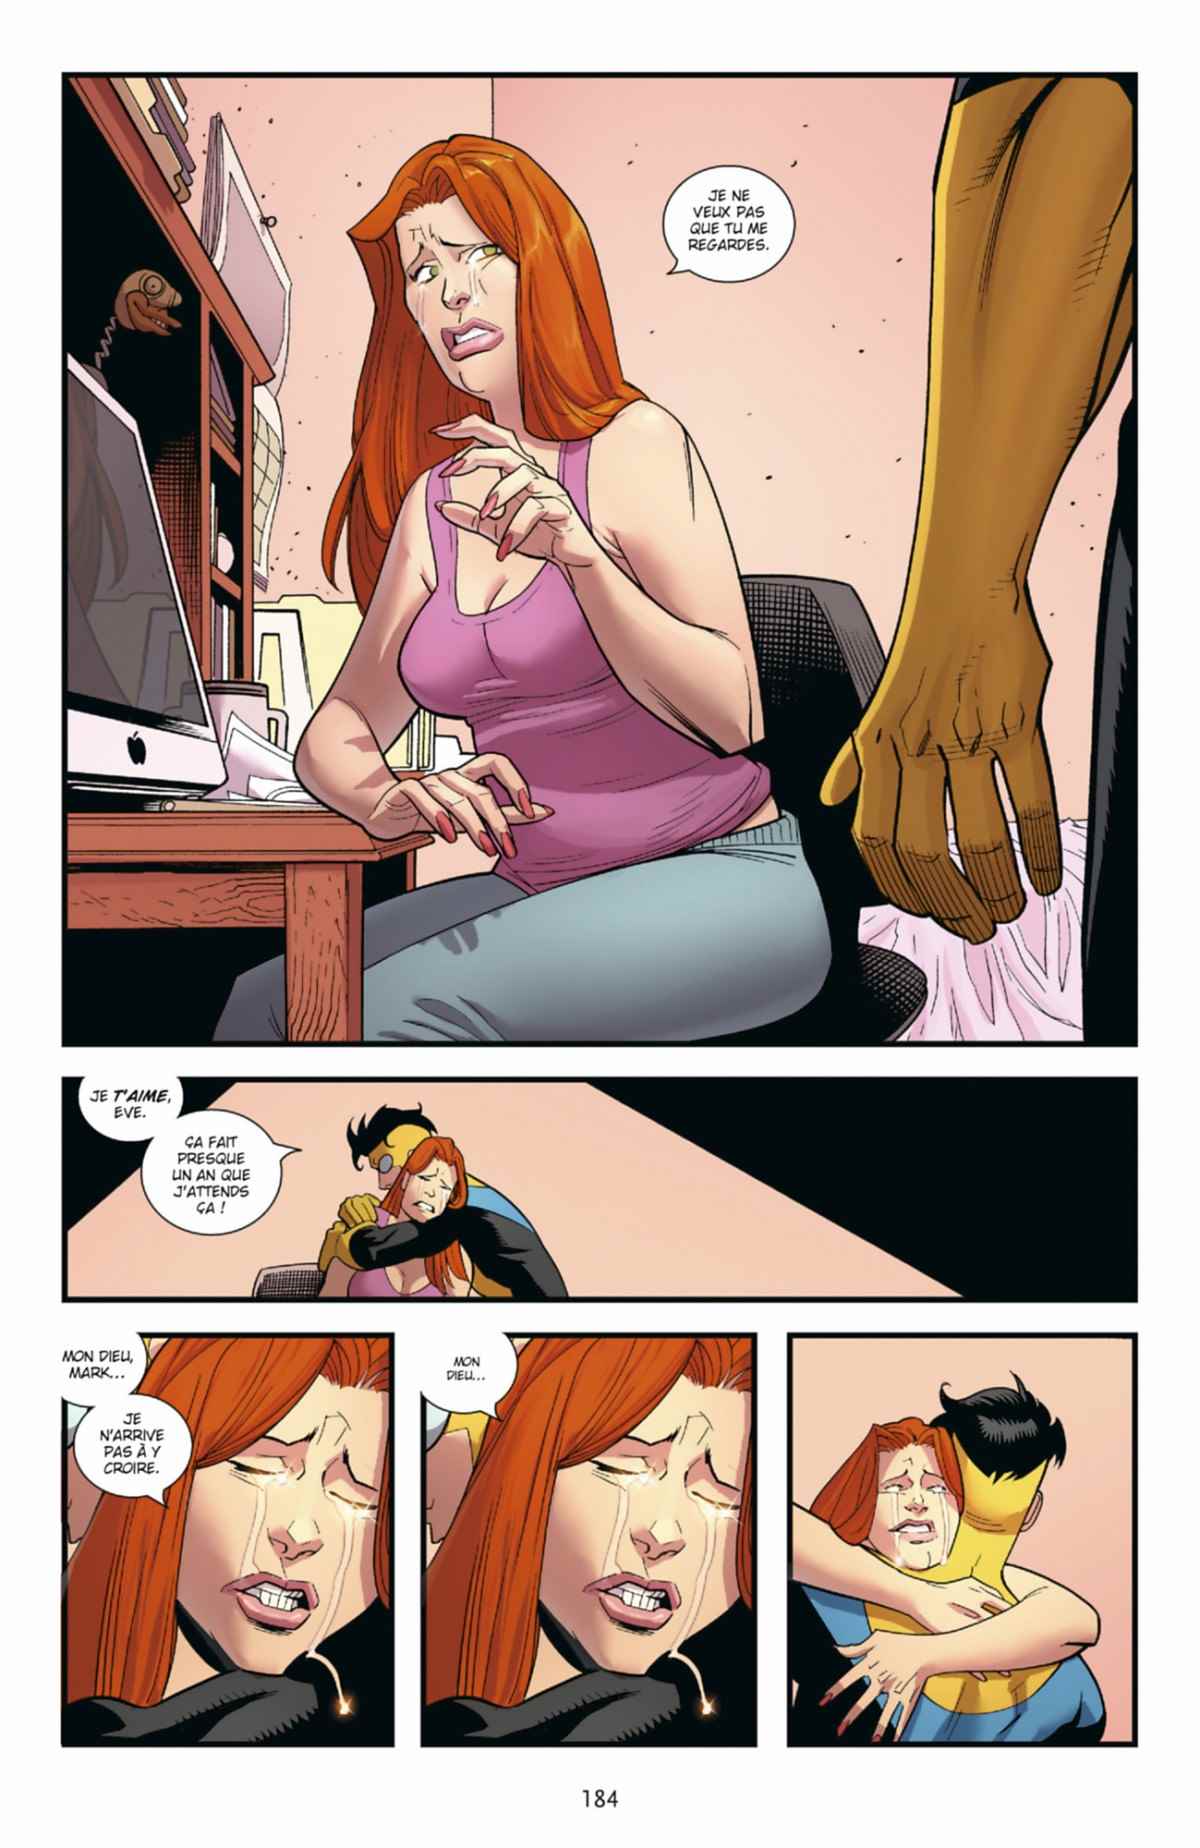 JE NE
VEUX PAS
QUE TU ME
REGARDES.
JE T'AIME,
EVE.
ÇA FAIT
PRESQUE
UN AN QUE
J'ATTENDS
ÇA !
MON DIEU,
MARK...
JE
N'ARRIVE
PAS À Y
CROIRE.
MON
DIEU...
184